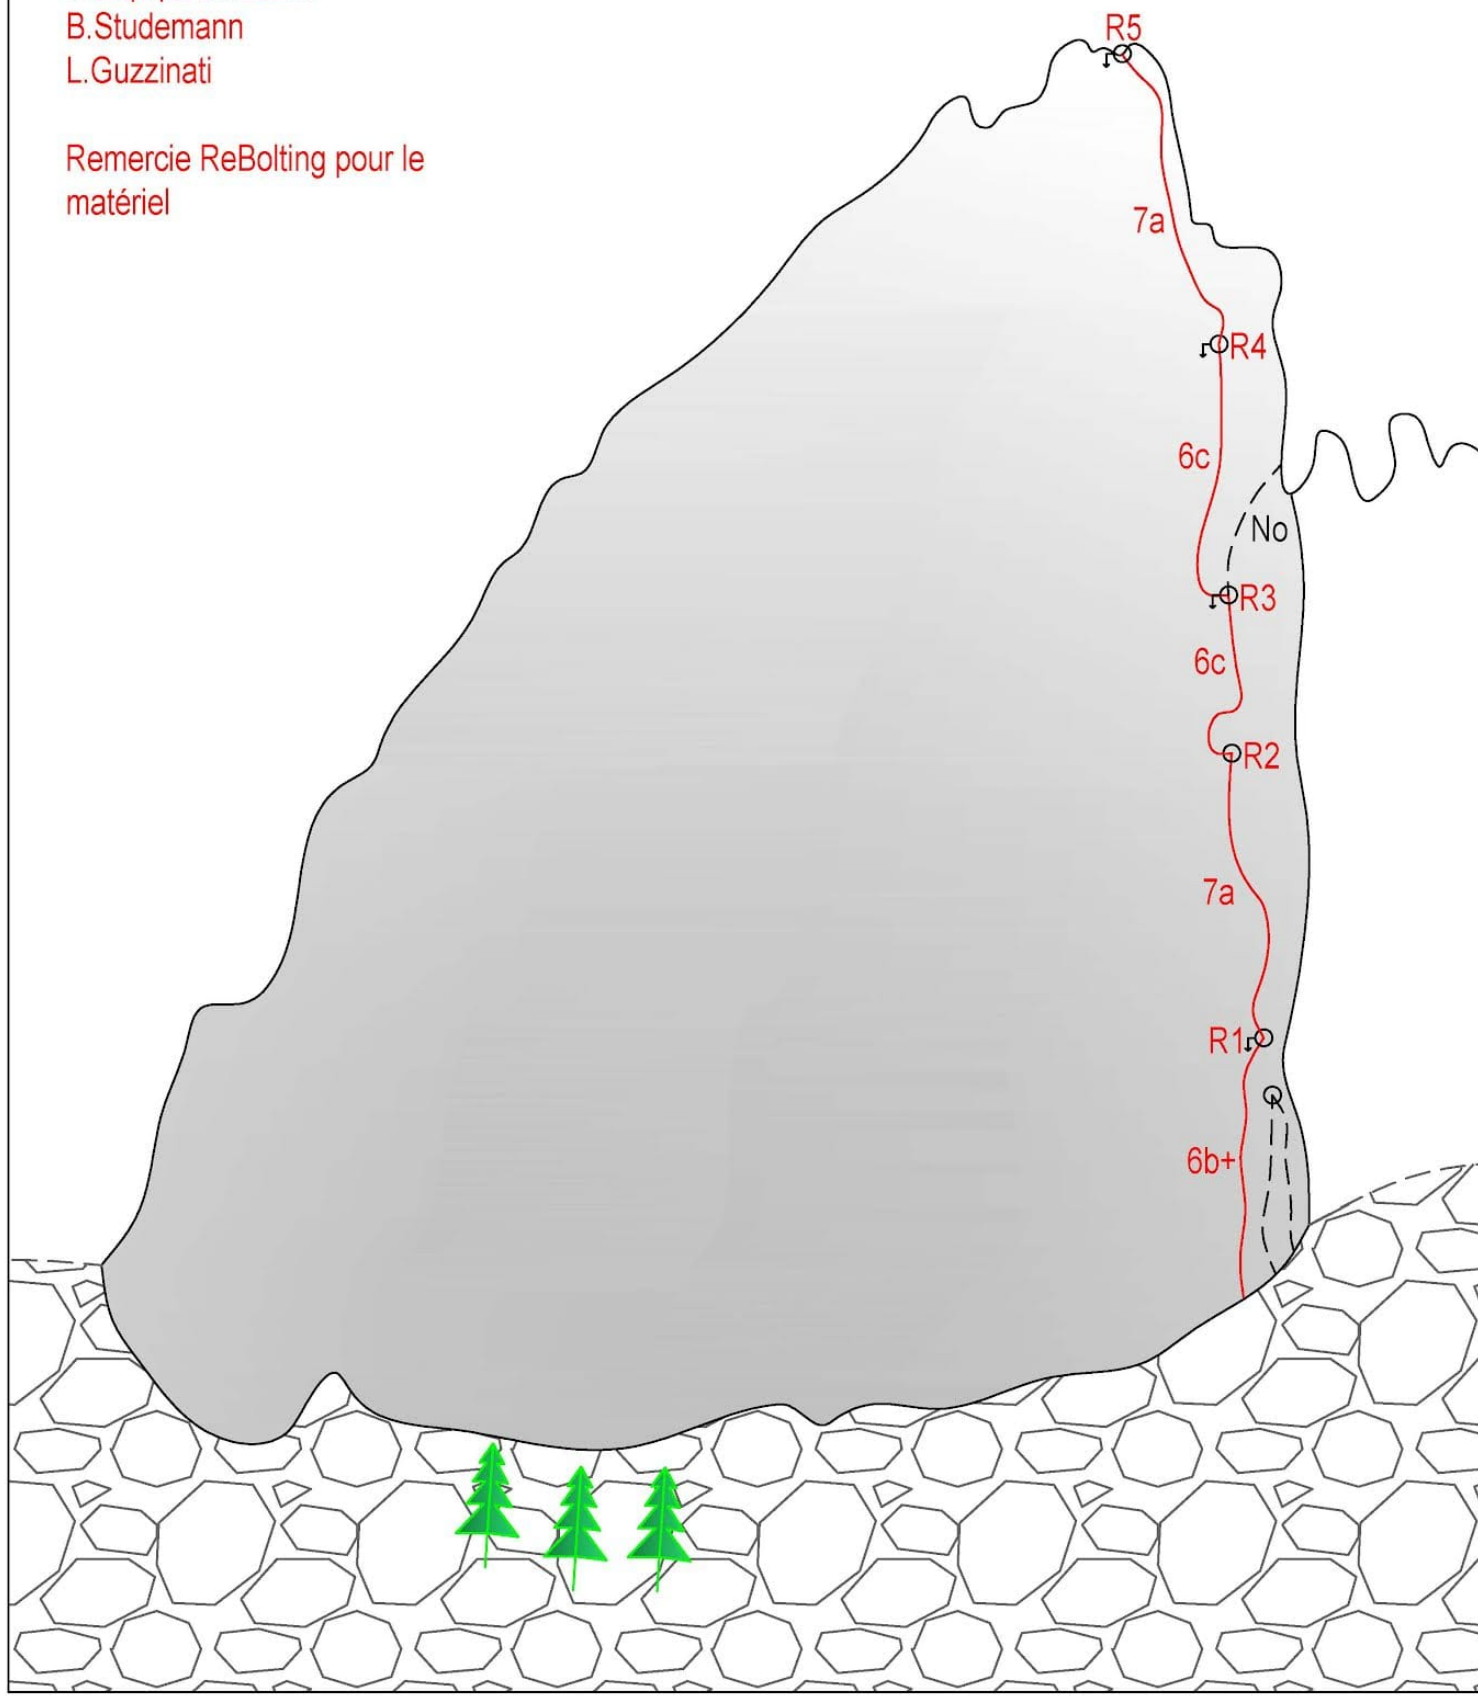 B.Studemann
L.Guzzinati
Remercie ReBolting pour le
matériel
R5
7a
R4
6c
No
R3
6c
R2
7a
R1
6b+